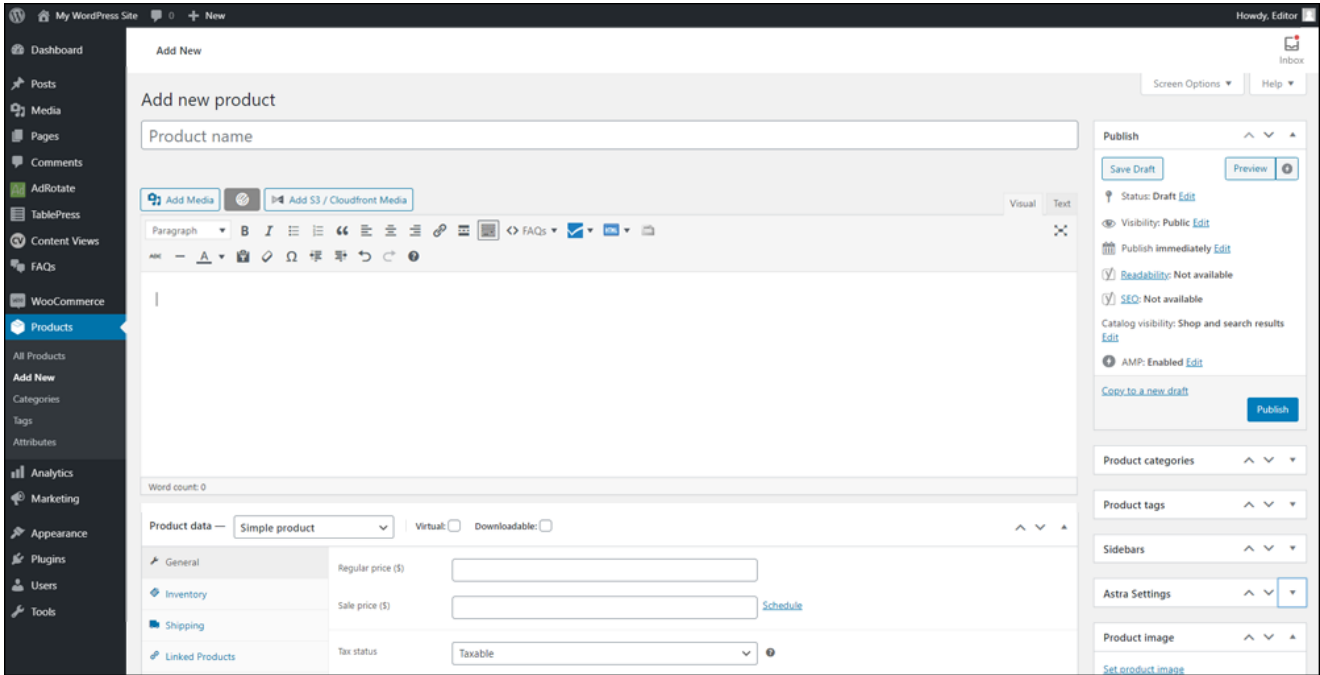 My WordPress Site 0 + New Howdy, Editor
Dashboard
Posts
Media
Pages
Comments
AdRotate
TablePress
Content Views
FAQs
WooCommerce
Products
All Products
Add New
Categories
Tags
Attributes
Analytics
Marketing
Appearance
Plugins
Users
Tools
Add New
Inbox
Screen Options ▼ Help ▼
Add new product
Product name
Add Media Add S3 / Cloudfront Media
Visual Text
Paragraph ▼ B I <> FAQs ▼
ABC — A ▼ Ω
Word count: 0
Product data — Simple product Virtual: Downloadable:
General
Inventory
Shipping
Linked Products
Regular price ($)
Sale price ($) Schedule
Tax status Taxable
Publish
Save Draft Preview
Status: Draft Edit
Visibility: Public Edit
Publish immediately Edit
Readability: Not available
SEO: Not available
Catalog visibility: Shop and search results
Edit
AMP: Enabled Edit
Copy to a new draft
Publish
Product categories
Product tags
Sidebars
Astra Settings
Product image
Set product image